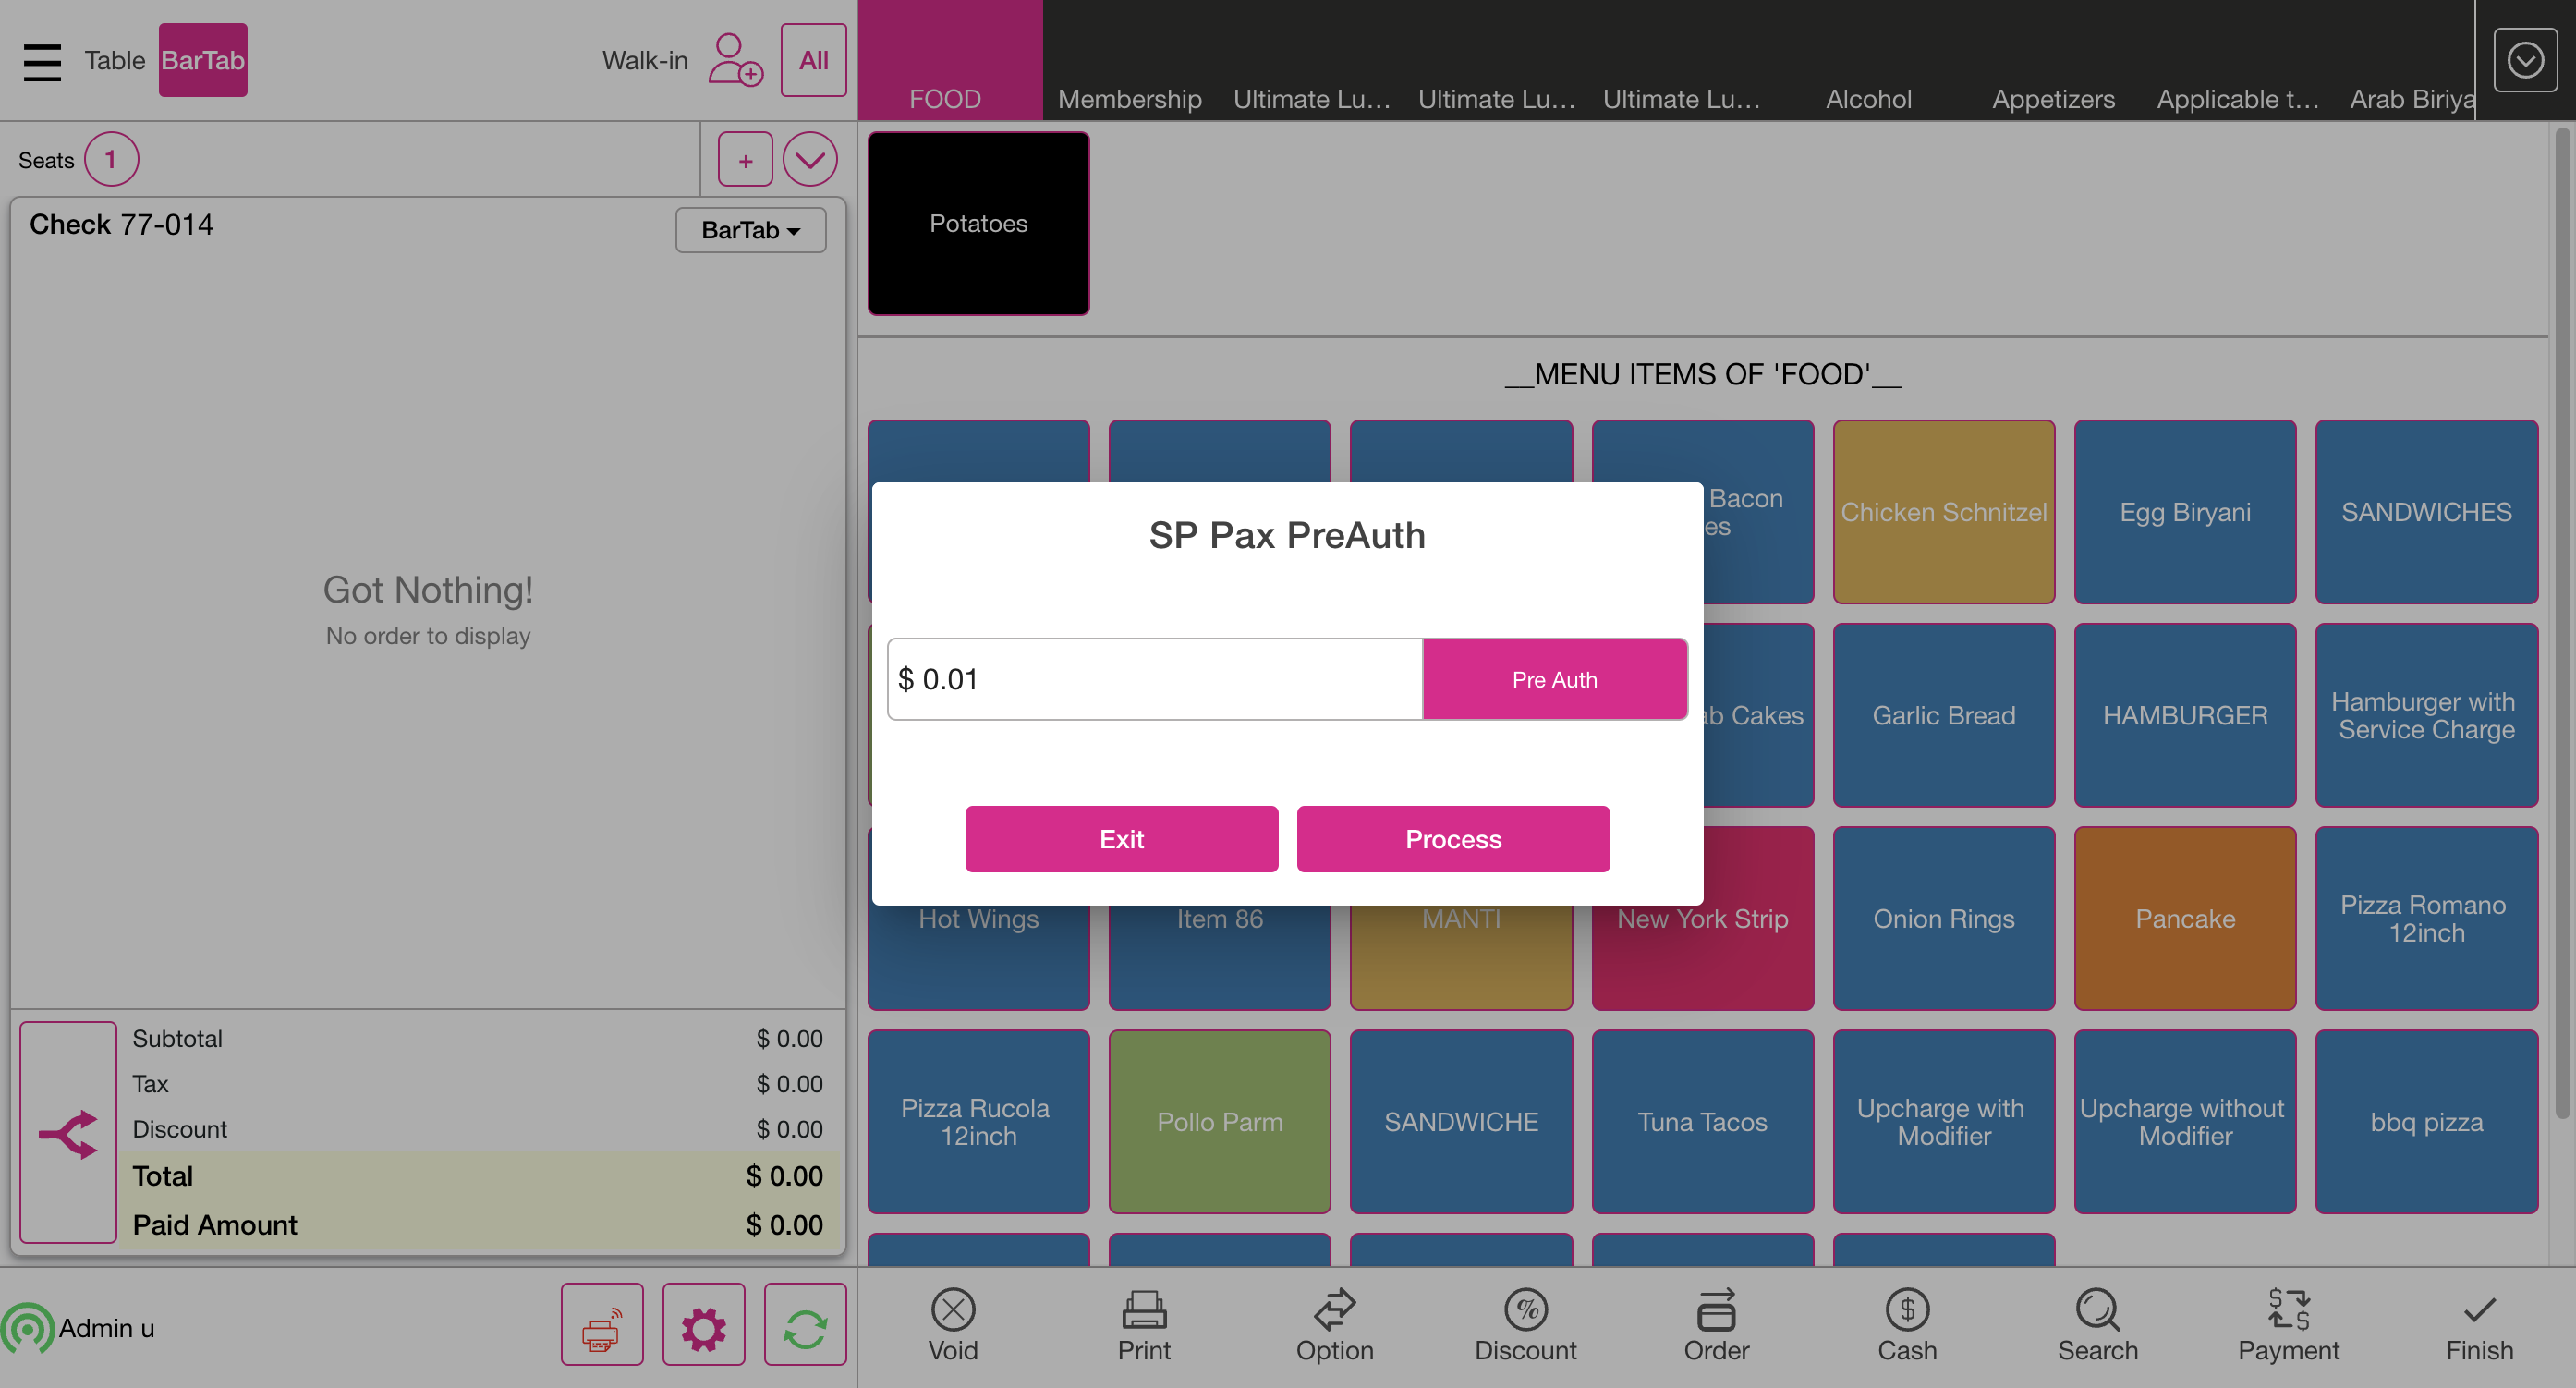 Table BarTab Walk-in All
FOOD Membership Ultimate Lu... Ultimate Lu... Ultimate Lu... Alcohol Appetizers Applicable t... Arab Biriya
Seats 1 +
Check 77-014 BarTab
Got Nothing!
No order to display
Subtotal $ 0.00
Tax $ 0.00
Discount $ 0.00
Total $ 0.00
Paid Amount $ 0.00
Admin u
Potatoes
__MENU ITEMS OF 'FOOD'__
Bacon
es
Chicken Schnitzel
Egg Biryani
SANDWICHES
ab Cakes
Garlic Bread
HAMBURGER
Hamburger with
Service Charge
SP Pax PreAuth
$ 0.01 Pre Auth
Exit Process
Hot Wings
Item 86
MANTI
New York Strip
Onion Rings
Pancake
Pizza Romano
12inch
Pizza Rucola
12inch
Pollo Parm
SANDWICHE
Tuna Tacos
Upcharge with
Modifier
Upcharge without
Modifier
bbq pizza
Void Print Option Discount Order Cash Search Payment Finish